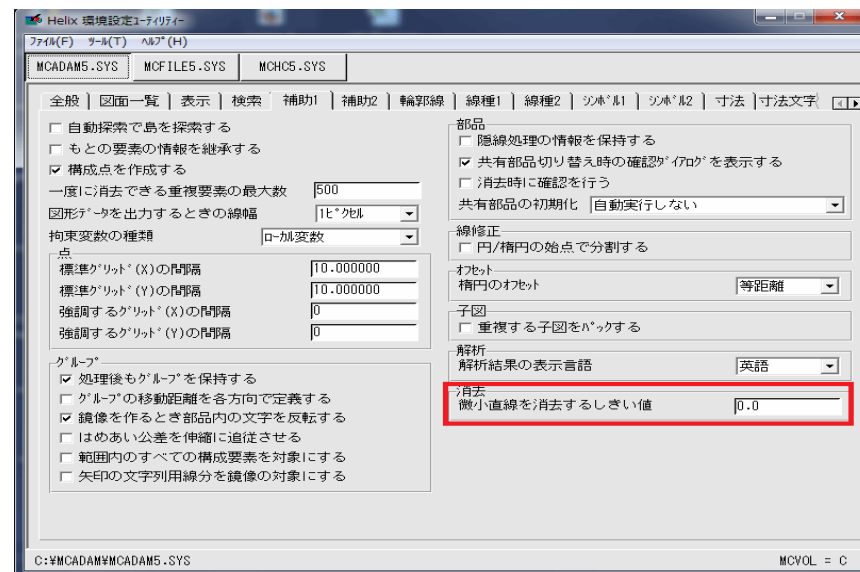 Helix 環境設定ﾕｰﾃｨﾘﾃｨｰ
ﾌｧｲﾙ(F) ﾂｰﾙ(T) ﾍﾙﾌﾟ(H)
MCADAM5.SYS MCFILE5.SYS MCHC5.SYS
全般 図面一覧 表示 検索 補助1 補助2 輪郭線 線種1 線種2 ｼﾝﾎﾞﾙ1 ｼﾝﾎﾞﾙ2 寸法 寸法文字
自動探索で島を探索する
もとの要素の情報を継承する
構成点を作成する
一度に消去できる重複要素の最大数 500
図形ﾃﾞｰﾀを出力するときの線幅 1ﾋﾟｸｾﾙ
拘束変数の種類 ﾛｰｶﾙ変数
点
標準ｸﾞﾘｯﾄﾞ(X)の間隔 10.000000
標準ｸﾞﾘｯﾄﾞ(Y)の間隔 10.000000
強調するｸﾞﾘｯﾄﾞ(X)の間隔 0
強調するｸﾞﾘｯﾄﾞ(Y)の間隔 0
ｸﾞﾙｰﾌﾟ
処理後もｸﾞﾙｰﾌﾟを保持する
ｸﾞﾙｰﾌﾟの移動距離を各方向で定義する
鏡像を作るとき部品内の文字を反転する
はめあい公差を伸縮に追従させる
範囲内のすべての構成要素を対象にする
矢印の文字列用線分を鏡像の対象にする
部品
隠線処理の情報を保持する
共有部品切り替え時の確認ﾀﾞｲｱﾛｸﾞを表示する
消去時に確認を行う
共有部品の初期化 自動実行しない
線修正
円/楕円の始点で分割する
ｵﾌｾｯﾄ
楕円のｵﾌｾｯﾄ 等距離
子図
重複する子図をﾊﾟｯｸする
解析
解析結果の表示言語 英語
消去
微小直線を消去するしきい値 0.0
C:¥MCADAM¥MCADAM5.SYS MCVOL = C